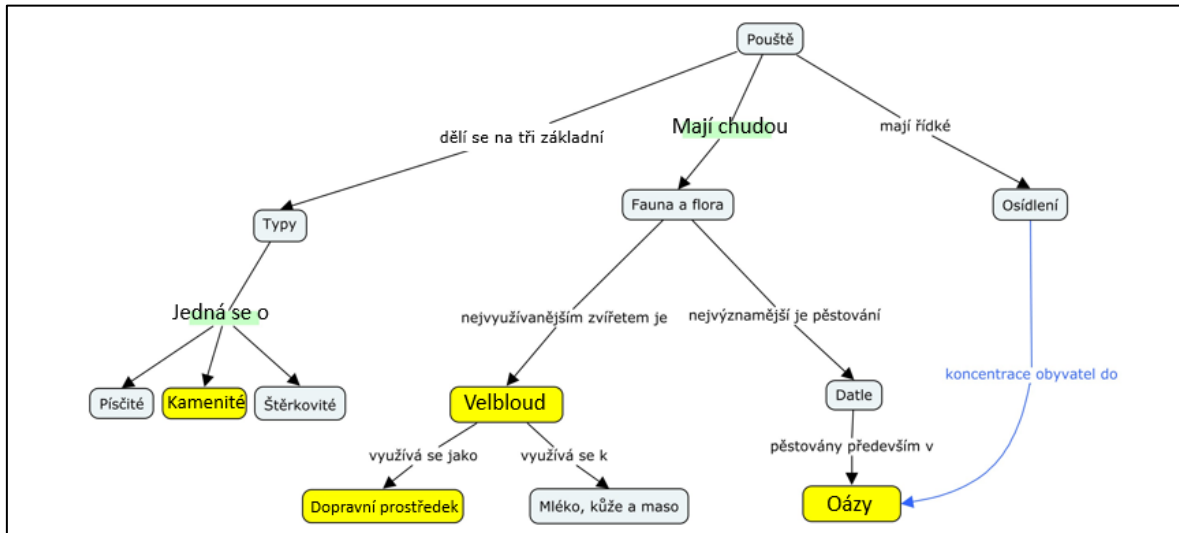 Pouště
dělí se na tři základní
Mají chudou
mají řídké
Typy
Fauna a flora
Osídlení
Jedná se o
nejvyužívanějším zvířetem je
nejvýznamější je pěstování
koncentrace obyvatel do
Písčité
Kamenité
Štěrkovité
Velbloud
Datle
využívá se jako
využívá se k
pěstovány především v
Dopravní prostředek
Mléko, kůže a maso
Oázy